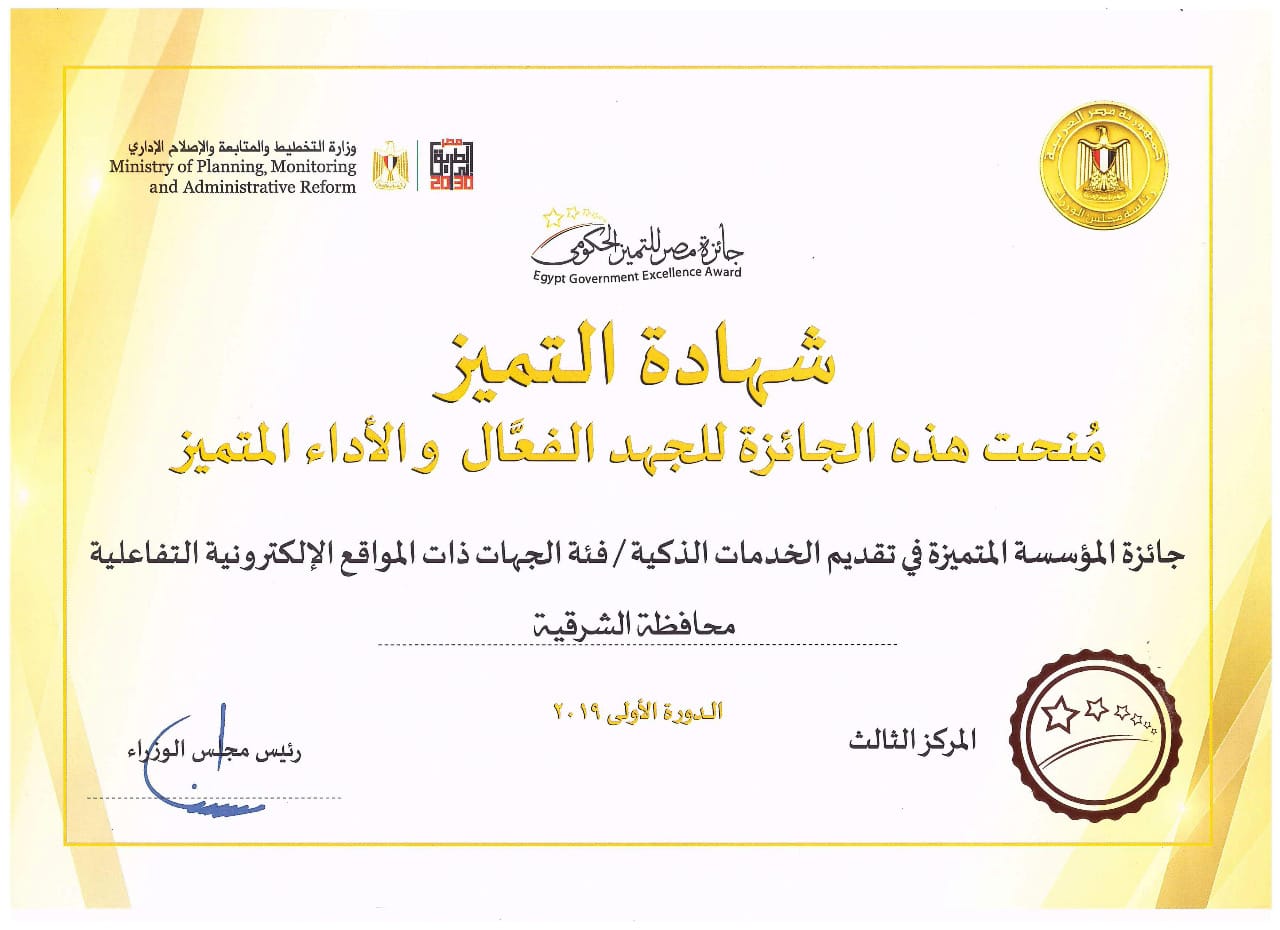 جمهورية مصر العربية
رئاسة مجلس الوزراء
مصر
الطريق إلى
2030
وزارة التخطيط والمتابعة والإصلاح الإداري
Ministry of Planning, Monitoring
and Administrative Reform
جائزة مصر للتميز الحكومي
Egypt Government Excellence Award
شهادة التميز
مُنحت هذه الجائزة للجهد الفعَّال و الأداء المتميز
جائزة المؤسسة المتميزة في تقديم الخدمات الذكية / فئة الجهات ذات المواقع الإلكترونية التفاعلية
محافظة الشرقية
الدورة الأولى ٢٠١٩
المركز الثالث
رئيس مجلس الوزراء